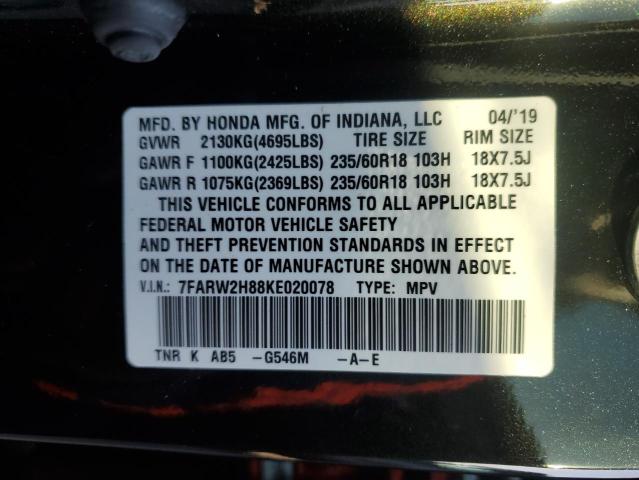 MFD. BY HONDA MFG. OF INDIANA, LLC 04/'19
GVWR 2130KG(4695LBS) TIRE SIZE RIM SIZE
GAWR F 1100KG(2425LBS) 235/60R18 103H 18X7.5J
GAWR R 1075KG(2369LBS) 235/60R18 103H 18X7.5J
THIS VEHICLE CONFORMS TO ALL APPLICABLE
FEDERAL MOTOR VEHICLE SAFETY
AND THEFT PREVENTION STANDARDS IN EFFECT
ON THE DATE OF MANUFACTURE SHOWN ABOVE.
V.I.N.: 7FARW2H88KE020078 TYPE: MPV
TNR K AB5 -G546M -A-E